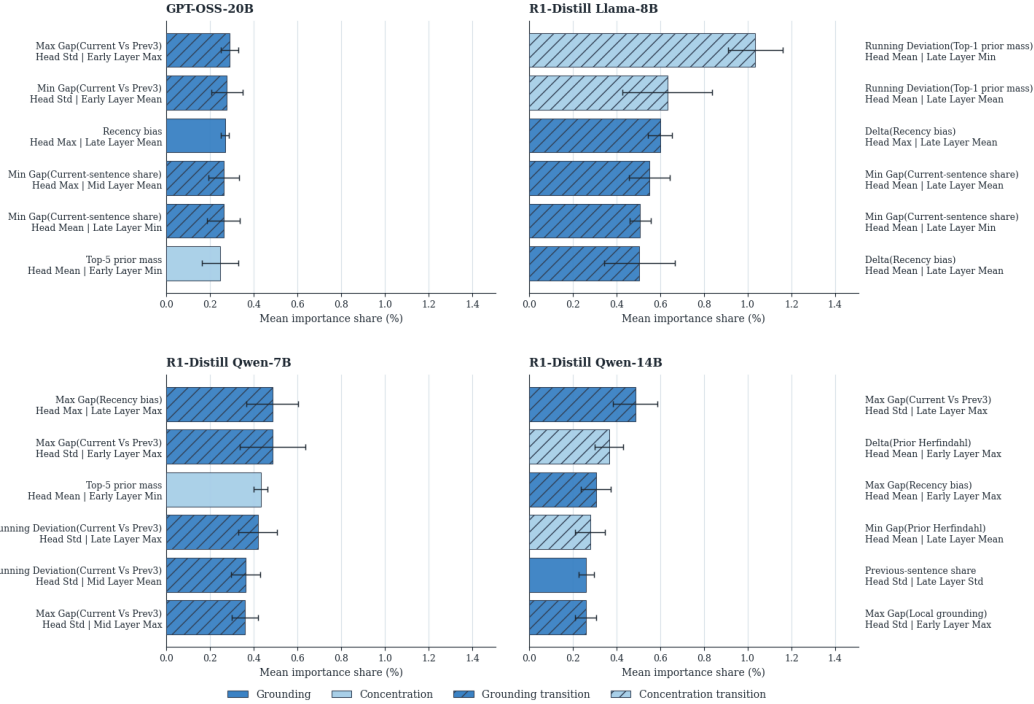 GPT-OSS-20B
Max Gap(Current Vs Prev3)
Head Std | Early Layer Max
Min Gap(Current Vs Prev3)
Head Std | Early Layer Mean
Recency bias
Head Max | Late Layer Mean
Min Gap(Current-sentence share)
Head Max | Mid Layer Mean
Min Gap(Current-sentence share)
Head Mean | Late Layer Min
Top-5 prior mass
Head Mean | Early Layer Min
0.0 0.2 0.4 0.6 0.8 1.0 1.2 1.4
Mean importance share (%)
R1-Distill Llama-8B
Running Deviation(Top-1 prior mass)
Head Mean | Late Layer Min
Running Deviation(Top-1 prior mass)
Head Mean | Late Layer Mean
Delta(Recency bias)
Head Max | Late Layer Mean
Min Gap(Current-sentence share)
Head Mean | Late Layer Mean
Min Gap(Current-sentence share)
Head Mean | Late Layer Min
Delta(Recency bias)
Head Mean | Late Layer Mean
0.0 0.2 0.4 0.6 0.8 1.0 1.2 1.4
Mean importance share (%)
R1-Distill Qwen-7B
Max Gap(Recency bias)
Head Max | Late Layer Max
Max Gap(Current Vs Prev3)
Head Std | Early Layer Max
Top-5 prior mass
Head Mean | Early Layer Min
unning Deviation(Current Vs Prev3)
Head Std | Late Layer Max
unning Deviation(Current Vs Prev3)
Head Std | Mid Layer Mean
Max Gap(Current Vs Prev3)
Head Std | Mid Layer Max
0.0 0.2 0.4 0.6 0.8 1.0 1.2 1.4
Mean importance share (%)
R1-Distill Qwen-14B
Max Gap(Current Vs Prev3)
Head Std | Late Layer Max
Delta(Prior Herfindahl)
Head Mean | Early Layer Max
Max Gap(Recency bias)
Head Mean | Early Layer Max
Min Gap(Prior Herfindahl)
Head Mean | Late Layer Mean
Previous-sentence share
Head Std | Late Layer Std
Max Gap(Local grounding)
Head Std | Early Layer Max
0.0 0.2 0.4 0.6 0.8 1.0 1.2 1.4
Mean importance share (%)
Grounding Concentration Grounding transition Concentration transition